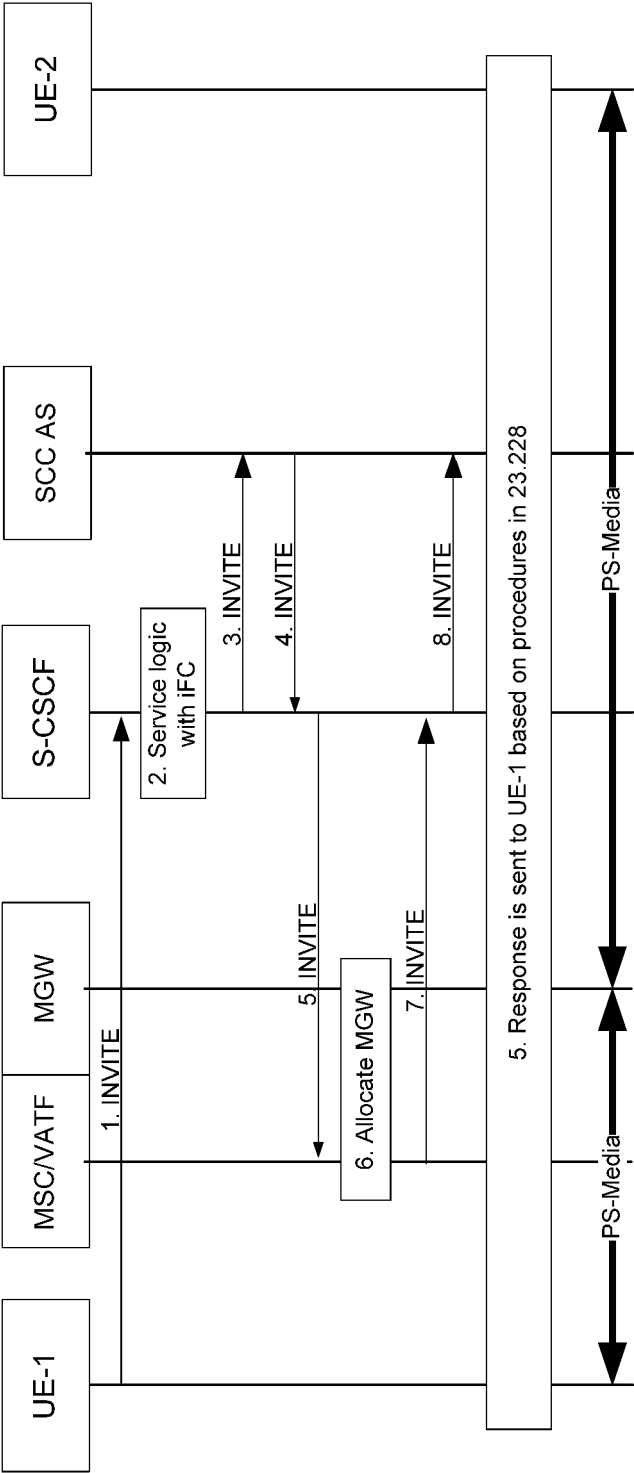 UE-1
MSC/VATF
MGW
S-CSCF
SCC AS
UE-2
1. INVITE
2. Service logic
with iFC
3. INVITE
4. INVITE
5. INVITE
6. Allocate MGW
7. INVITE
8. INVITE
5. Response is sent to UE-1 based on procedures in 23.228
PS-Media
PS-Media